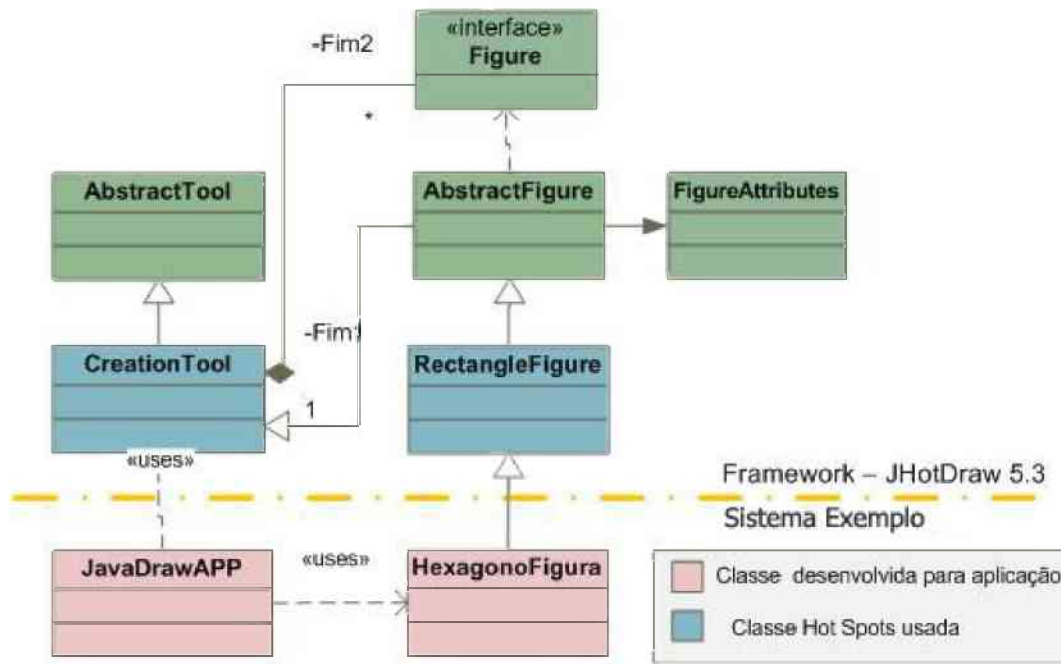 «interface»
Figure
-Fim2
*
AbstractTool
AbstractFigure
FigureAttributes
-Fim1
CreationTool
RectangleFigure
1
«uses»
Framework – JHotDraw 5.3
Sistema Exemplo
JavaDrawAPP
«uses»
HexagonoFigura
Classe desenvolvida para aplicação
Classe Hot Spots usada